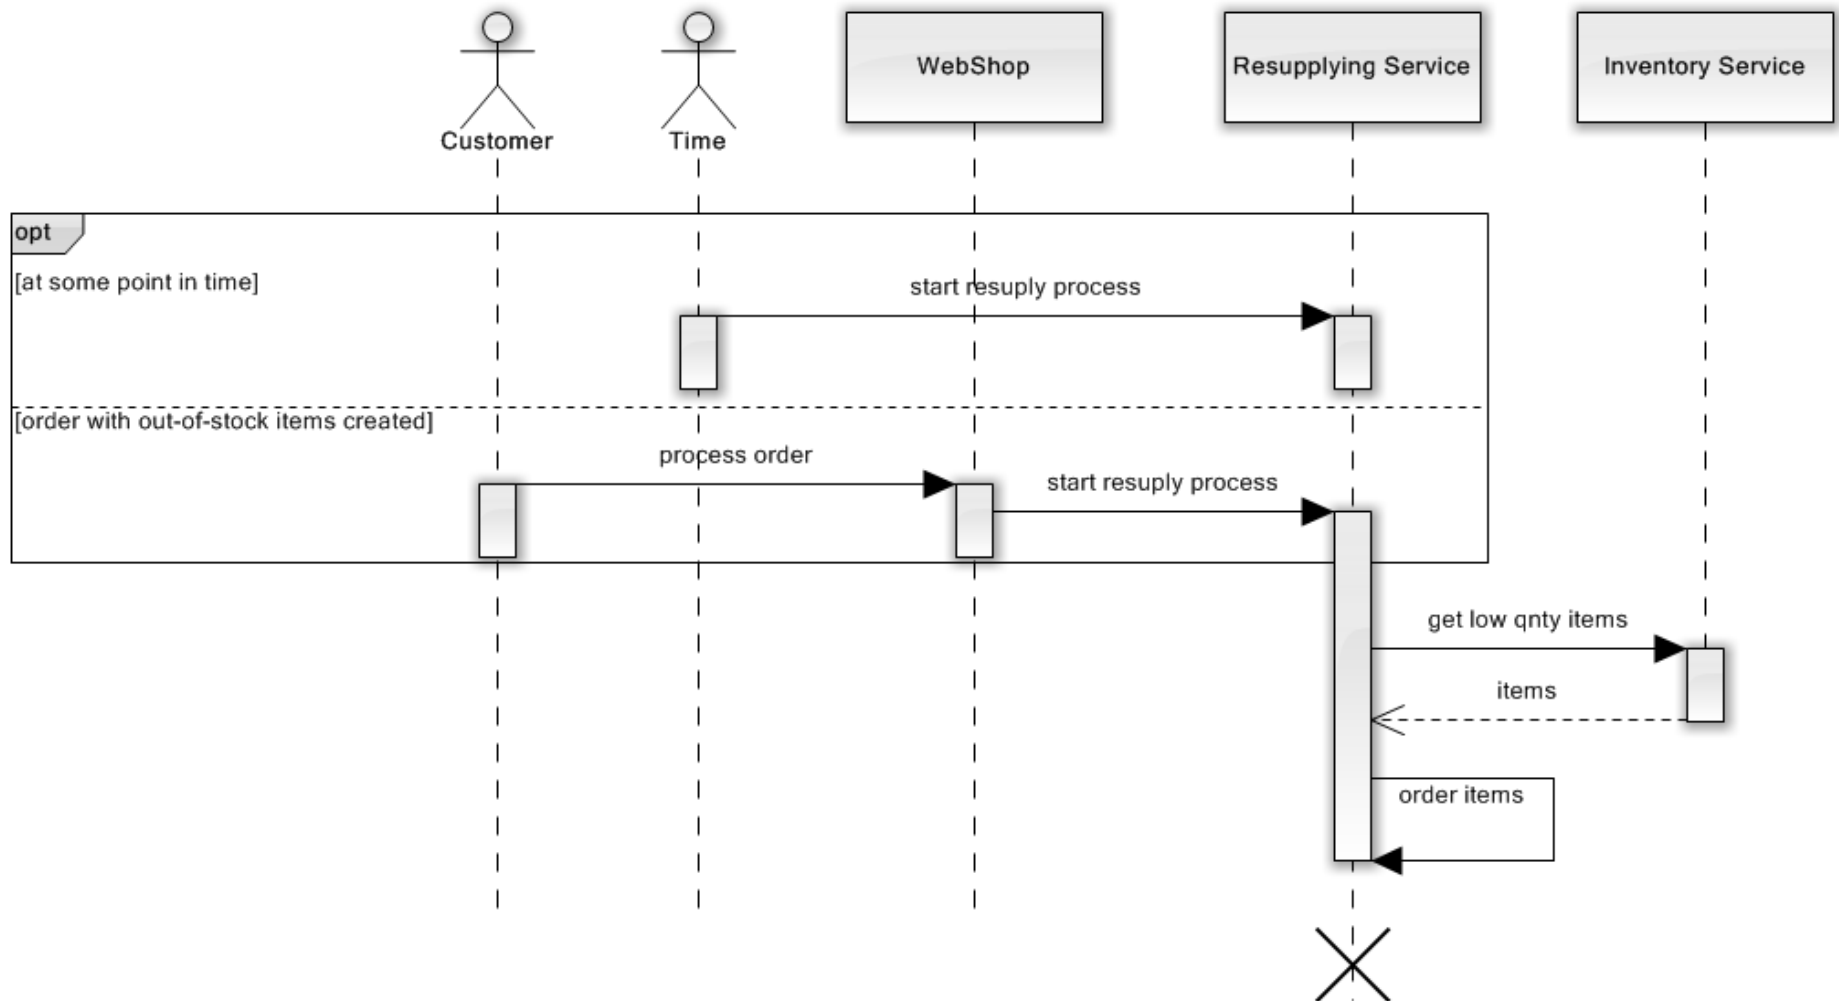 WebShop
Resupplying Service
Inventory Service
Customer
Time
opt
[at some point in time]
start resuply process
[order with out-of-stock items created]
process order
start resuply process
get low qnty items
items
order items